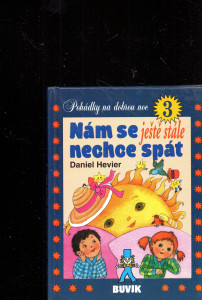 Pohádky na dobrou noc
3
Nám se ještě stále
nechce spát
Daniel Hevier
BUVIK